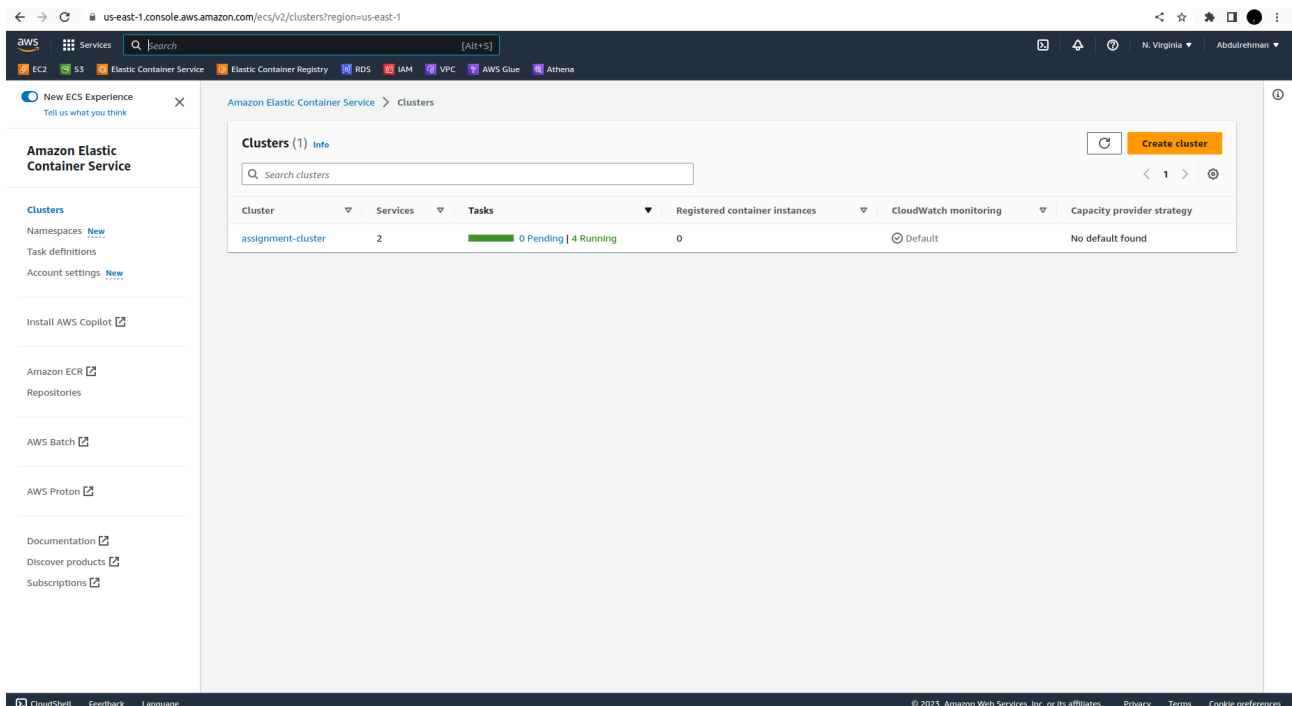 us-east-1.console.aws.amazon.com/ecs/v2/clusters?region=us-east-1
aws Services Search [Alt+S] N. Virginia Abdulrehman
EC2 S3 Elastic Container Service Elastic Container Registry RDS IAM VPC AWS Glue Athena
New ECS Experience
Tell us what you think
Amazon Elastic Container Service
Clusters
Namespaces New
Task definitions
Account settings New
Install AWS Copilot
Amazon ECR
Repositories
AWS Batch
AWS Proton
Documentation
Discover products
Subscriptions
Amazon Elastic Container Service > Clusters
Clusters (1) Info
Create cluster
Search clusters
1
Cluster Services Tasks Registered container instances CloudWatch monitoring Capacity provider strategy
assignment-cluster 2 0 Pending | 4 Running 0 Default No default found
CloudShell Feedback Language © 2023, Amazon Web Services, Inc. or its affiliates. Privacy Terms Cookie preferences